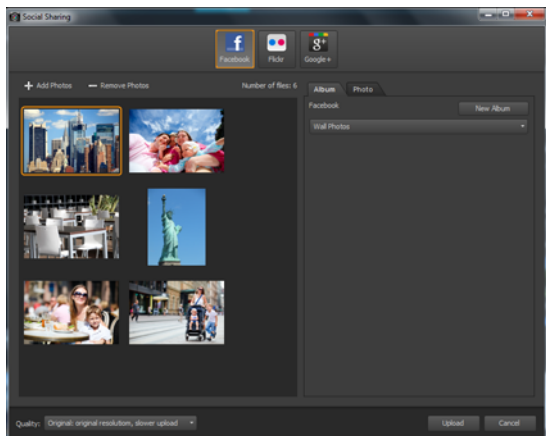 Social Sharing
Facebook
Flickr
Google+
Add Photos
Remove Photos
Number of files: 6
Album
Photo
Facebook
New Album
Wall Photos
Quality:
Original: original resolution, slower upload
Upload
Cancel